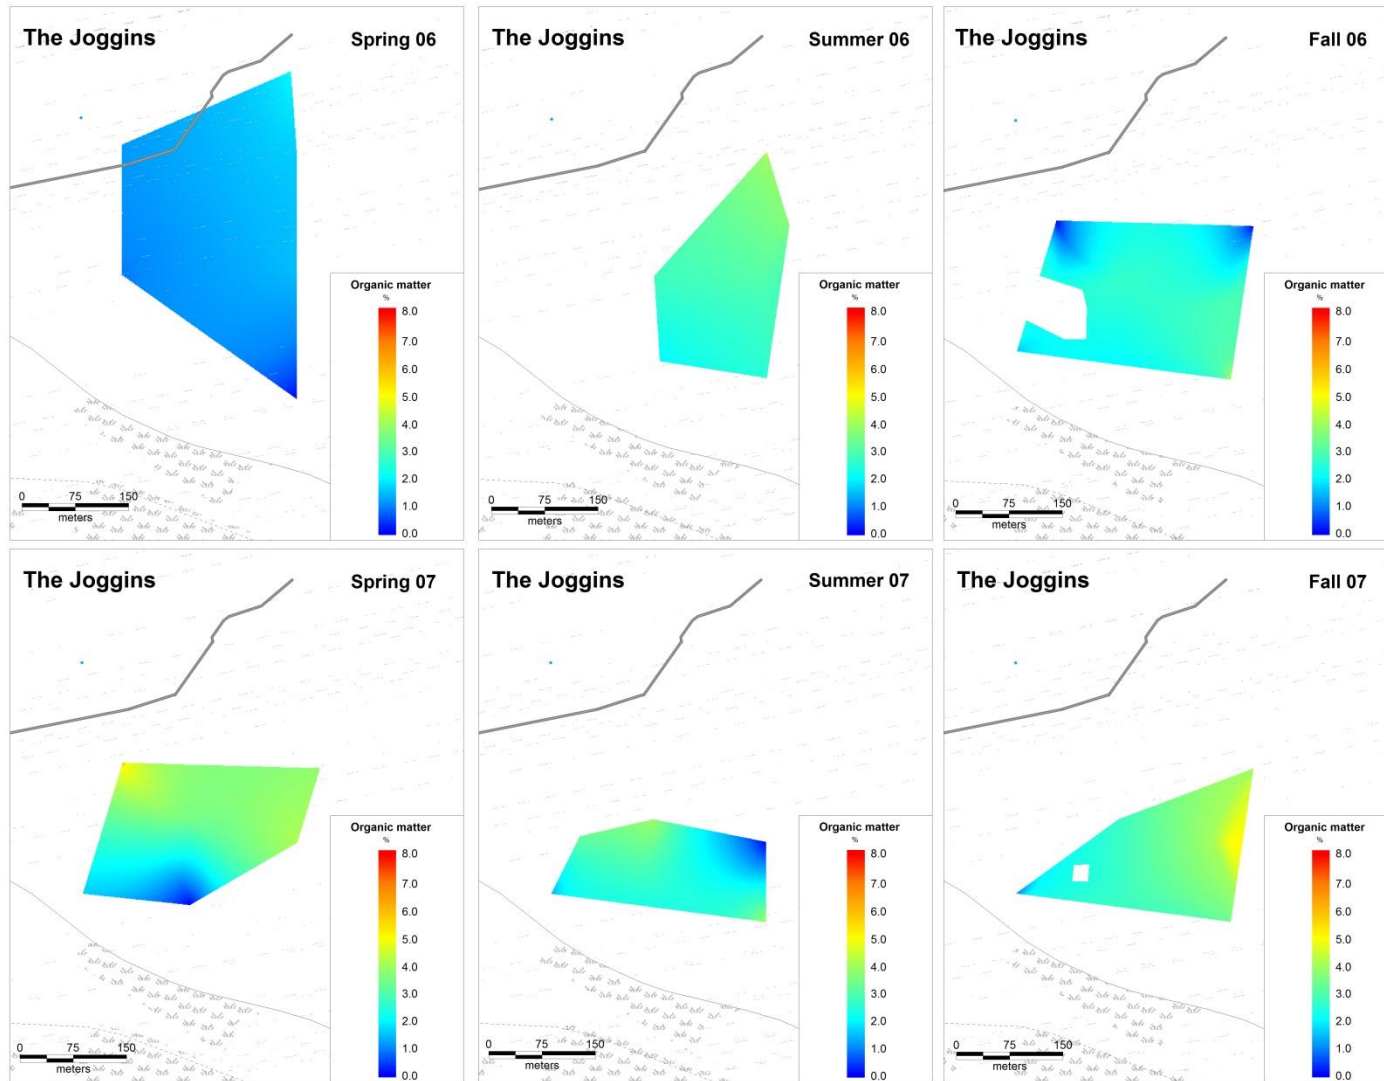 The Joggins Spring 06
Organic matter
%
8.0
7.0
6.0
5.0
4.0
3.0
2.0
1.0
0.0
0 75 150
meters
The Joggins Summer 06
Organic matter
%
8.0
7.0
6.0
5.0
4.0
3.0
2.0
1.0
0.0
0 75 150
meters
The Joggins Fall 06
Organic matter
%
8.0
7.0
6.0
5.0
4.0
3.0
2.0
1.0
0.0
0 75 150
meters
The Joggins Spring 07
Organic matter
%
8.0
7.0
6.0
5.0
4.0
3.0
2.0
1.0
0.0
0 75 150
meters
The Joggins Summer 07
Organic matter
%
8.0
7.0
6.0
5.0
4.0
3.0
2.0
1.0
0.0
0 75 150
meters
The Joggins Fall 07
Organic matter
%
8.0
7.0
6.0
5.0
4.0
3.0
2.0
1.0
0.0
0 75 150
meters